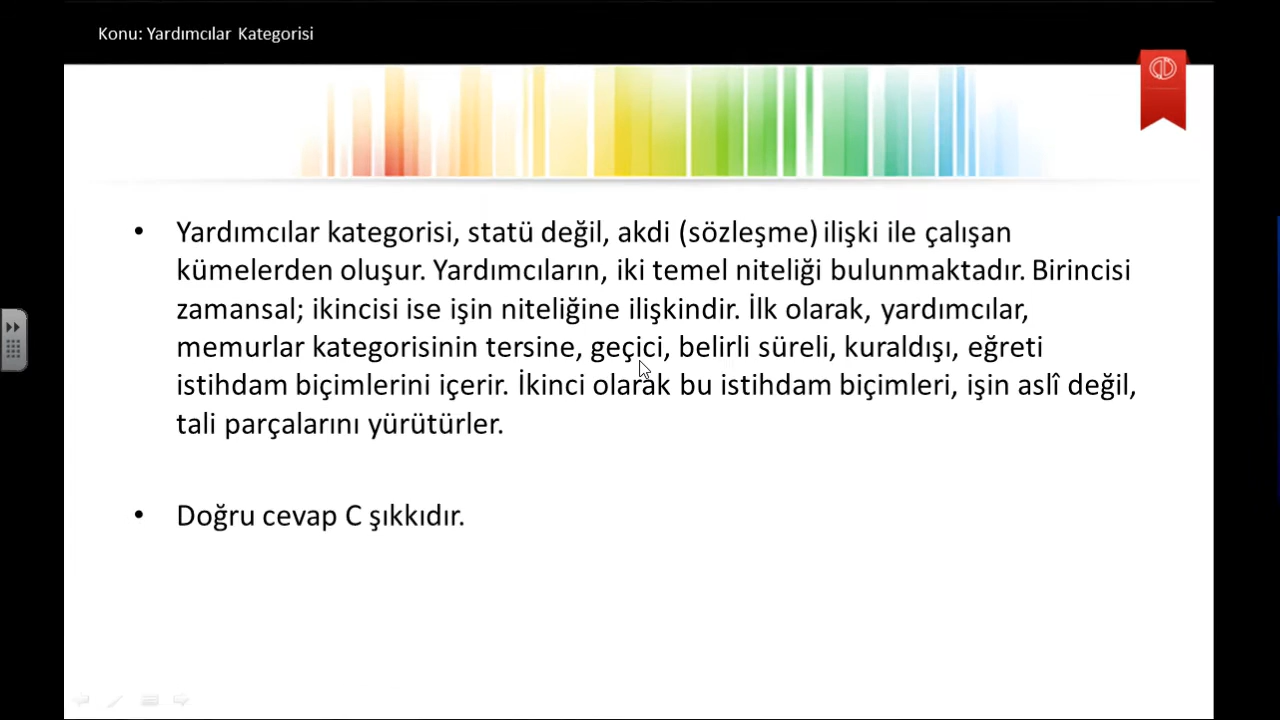 Konu: Yardımcılar Kategorisi
• Yardımcılar kategorisi, statü değil, akdi (sözleşme) ilişki ile çalışan
kümelerden oluşur. Yardımcıların, iki temel niteliği bulunmaktadır. Birincisi
zamansal; ikincisi ise işin niteliğine ilişkindir. İlk olarak, yardımcılar,
memurlar kategorisinin tersine, geçici, belirli süreli, kuraldışı, eğreti
istihdam biçimlerini içerir. İkinci olarak bu istihdam biçimleri, işin aslî değil,
tali parçalarını yürütürler.
• Doğru cevap C şıkkıdır.